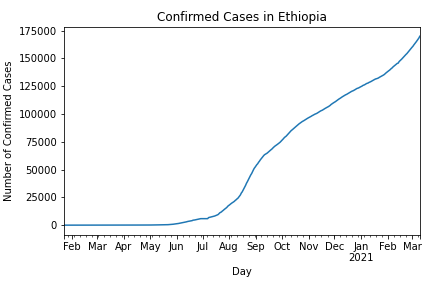 Confirmed Cases in Ethiopia
175000
150000
125000
100000
75000
50000
25000
0
Number of Confirmed Cases
Feb Mar Apr May Jun Jul Aug Sep Oct Nov Dec Jan Feb Mar
2021
Day